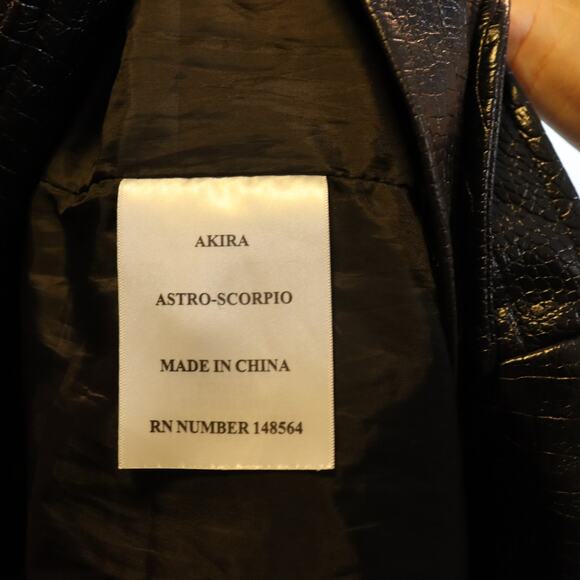 AKIRA
ASTRO-SCORPIO
MADE IN CHINA
RN NUMBER 148564